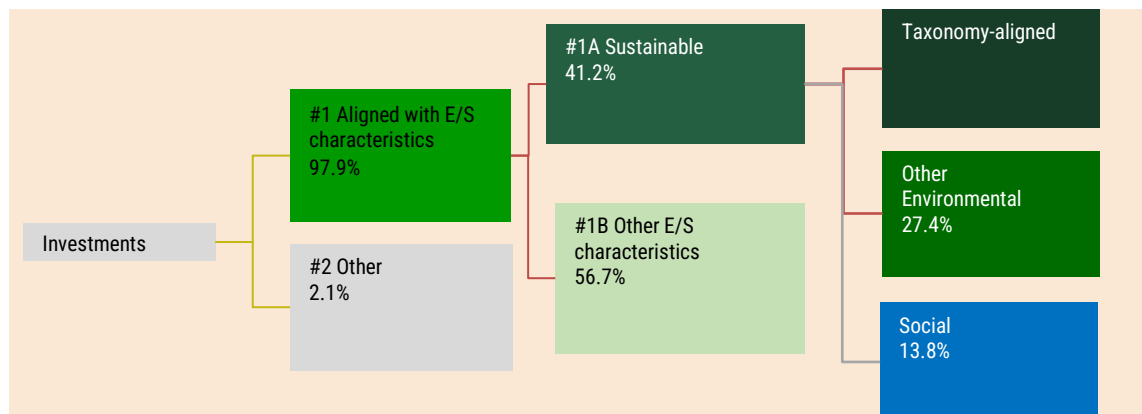 Investments
#1 Aligned with E/S
characteristics
97.9%
#2 Other
2.1%
#1A Sustainable
41.2%
#1B Other E/S
characteristics
56.7%
Taxonomy-aligned
Other
Environmental
27.4%
Social
13.8%